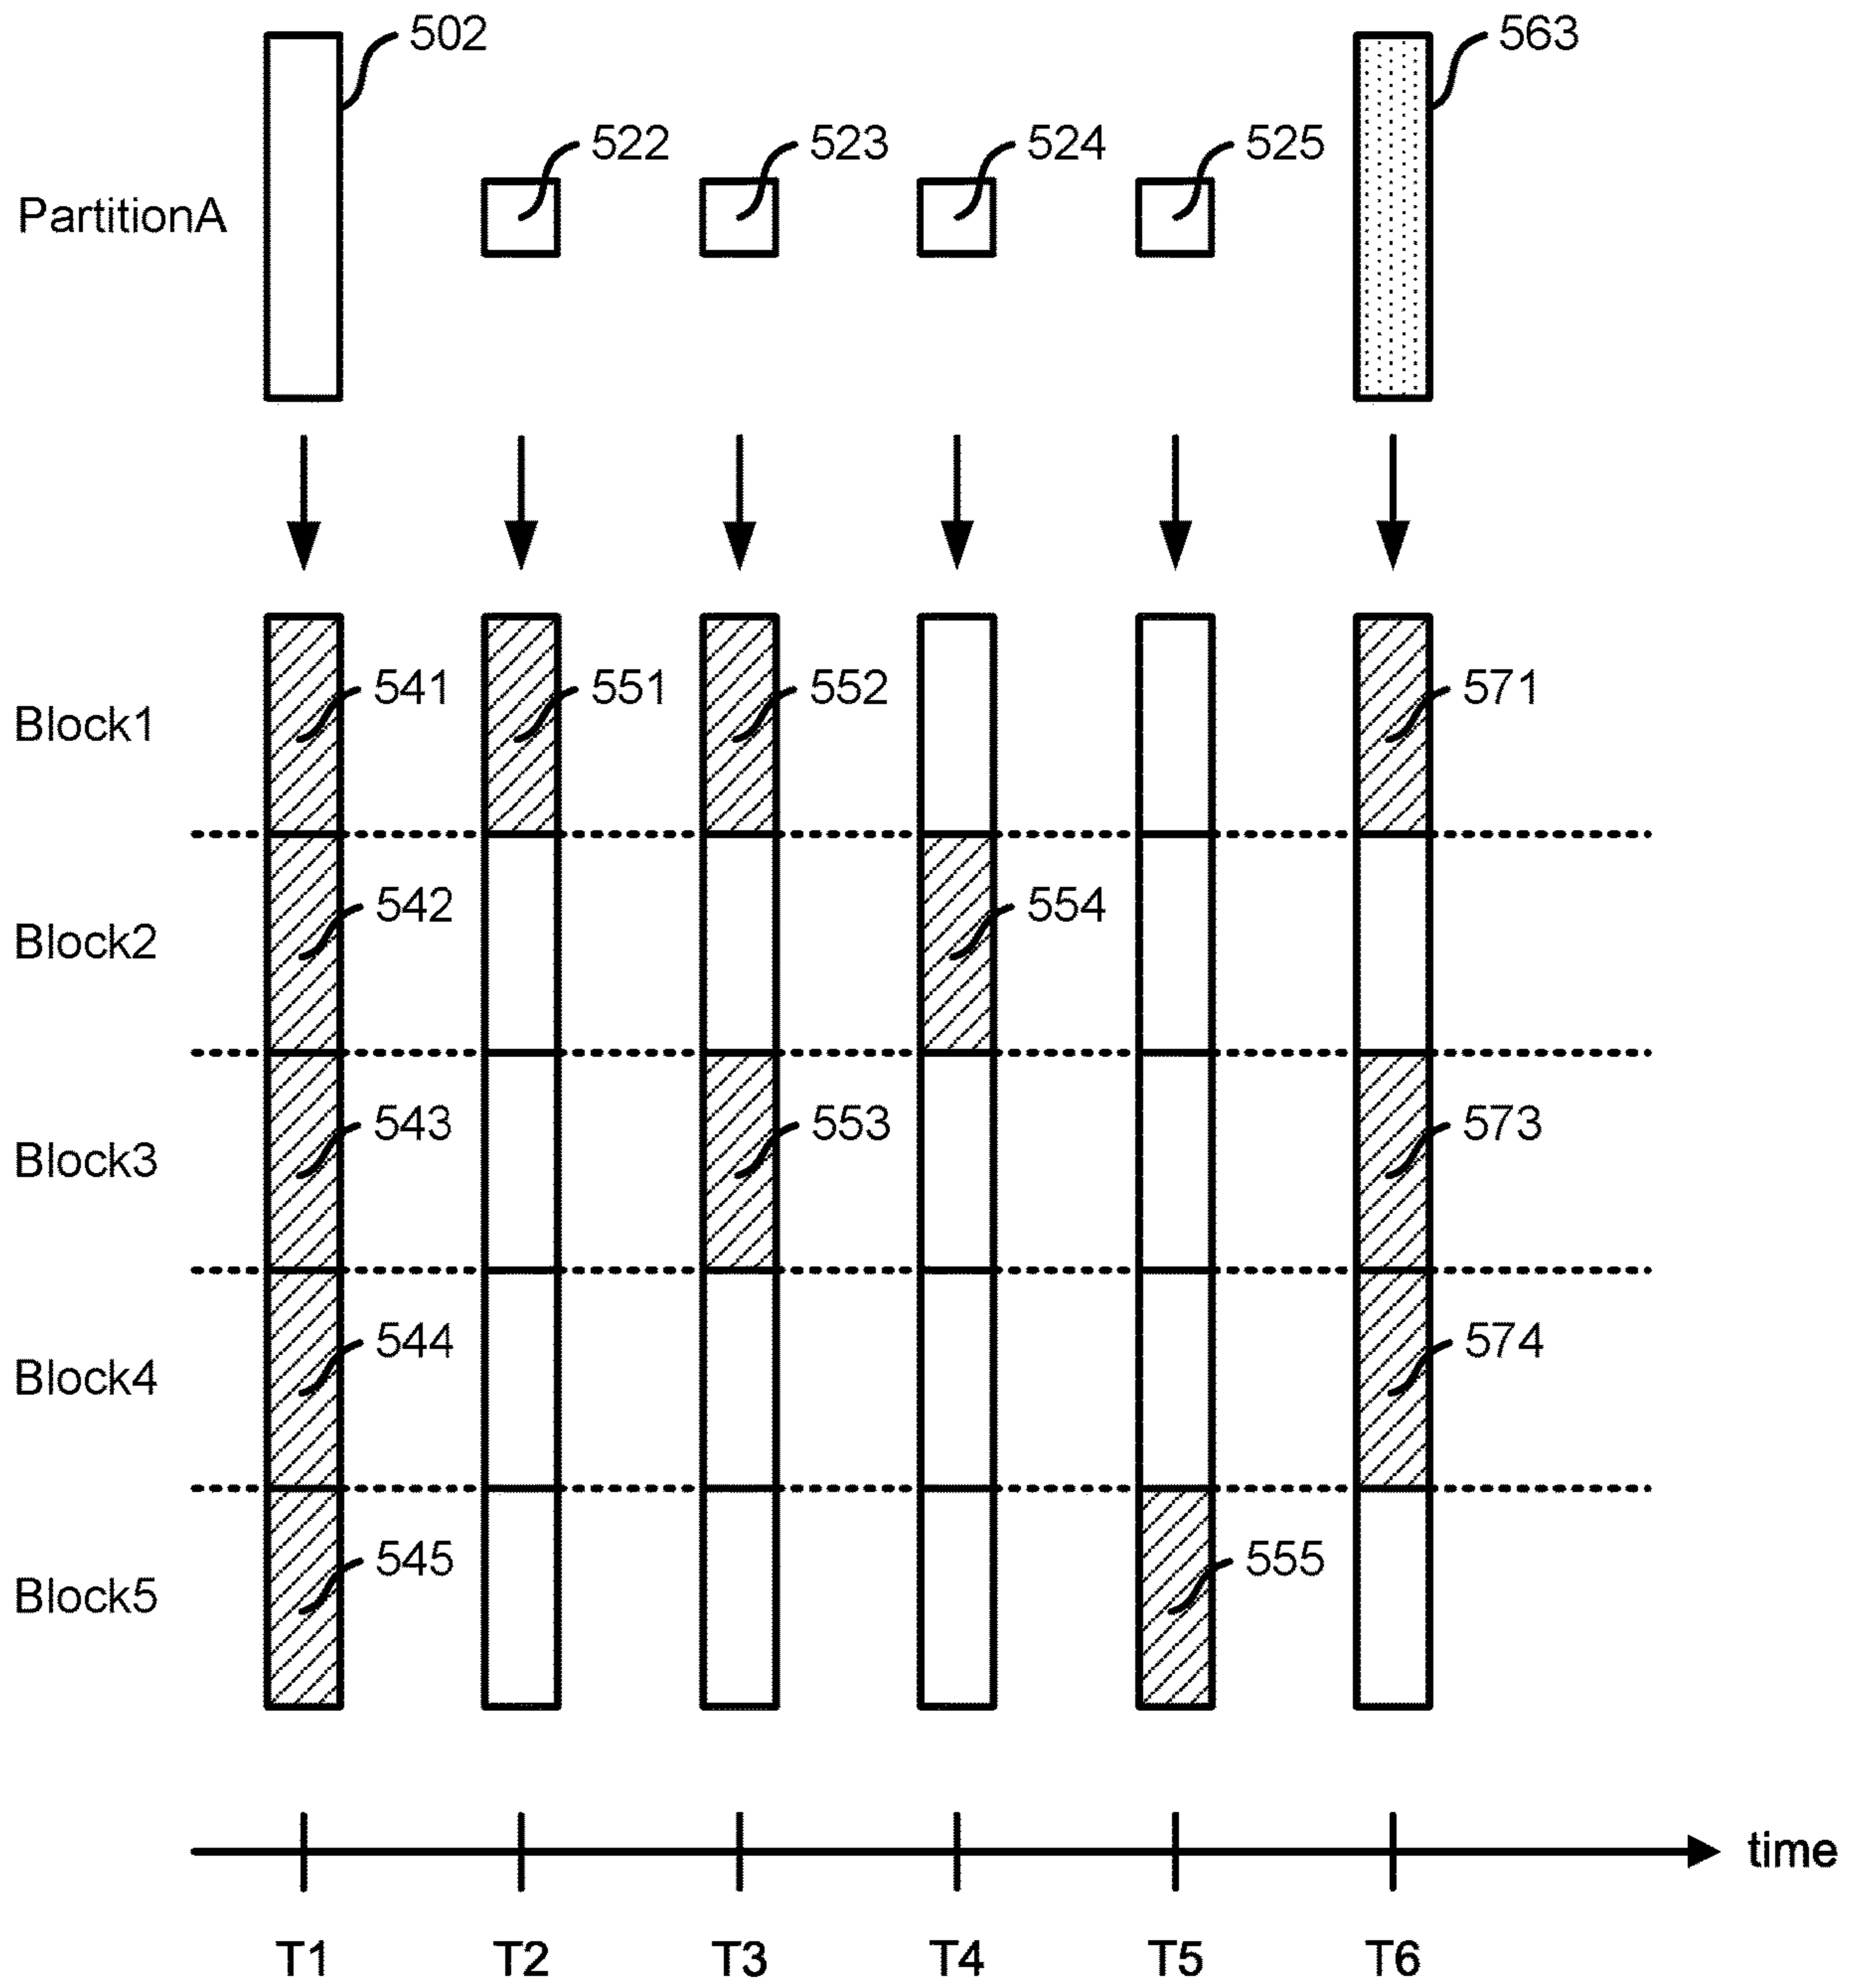 502 563
522 523 524 525
PartitionA
541 551 552 571
Block1
542 554
Block2
543 553 573
Block3
544 574
Block4
545 555
Block5
time
T1 T2 T3 T4 T5 T6